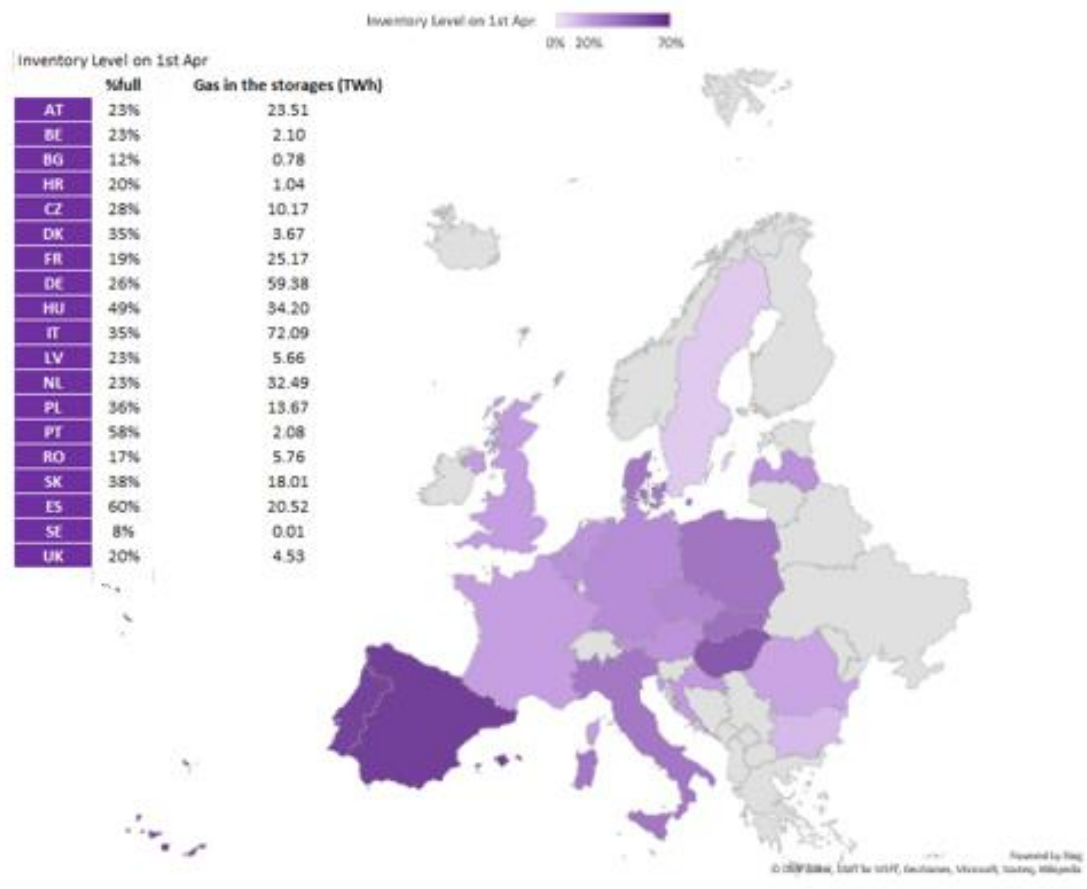 Inventory Level on 1st Apr
0% 20% 70%
Inventory Level on 1st Apr
%full Gas in the storages (TWh)
AT 23% 23.51
BE 23% 2.10
BG 12% 0.78
HR 20% 1.04
CZ 28% 10.17
DK 35% 3.67
FR 19% 25.17
DE 26% 59.38
HU 49% 34.20
IT 35% 72.09
LV 23% 5.66
NL 23% 32.49
PL 36% 13.67
PT 58% 2.08
RO 17% 5.76
SK 38% 18.01
ES 60% 20.52
SE 8% 0.01
UK 20% 4.53
Powered by Bing
GeoNames, Microsoft, Wikipedia